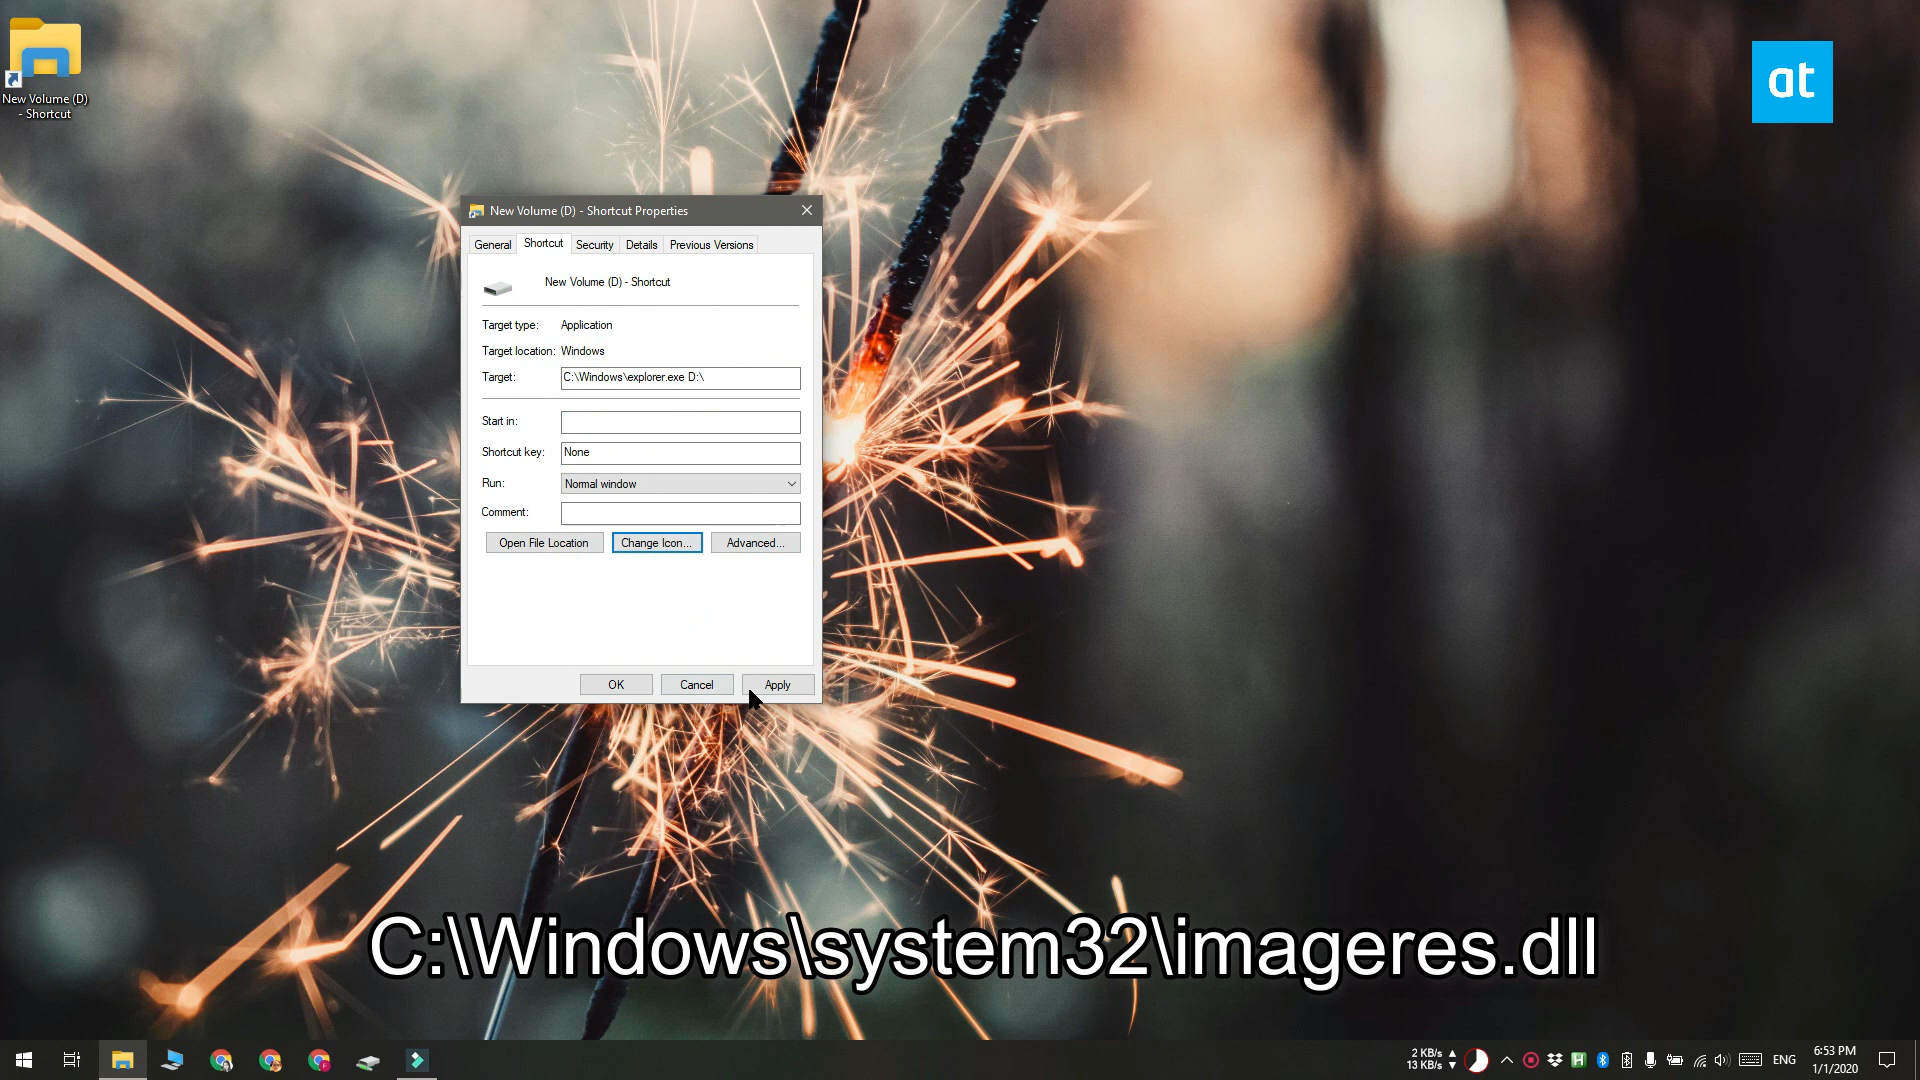 New Volume (D)
- Shortcut
at
New Volume (D) - Shortcut Properties
General Shortcut Security Details Previous Versions
New Volume (D) - Shortcut
Target type: Application
Target location: Windows
Target: C:\Windows\explorer.exe D:\
Start in:
Shortcut key: None
Run: Normal window
Comment:
Open File Location Change Icon... Advanced...
OK Cancel Apply
C:\Windows\system32\imageres.dll
2 KB/s
13 KB/s
ENG
6:53 PM
1/1/2020